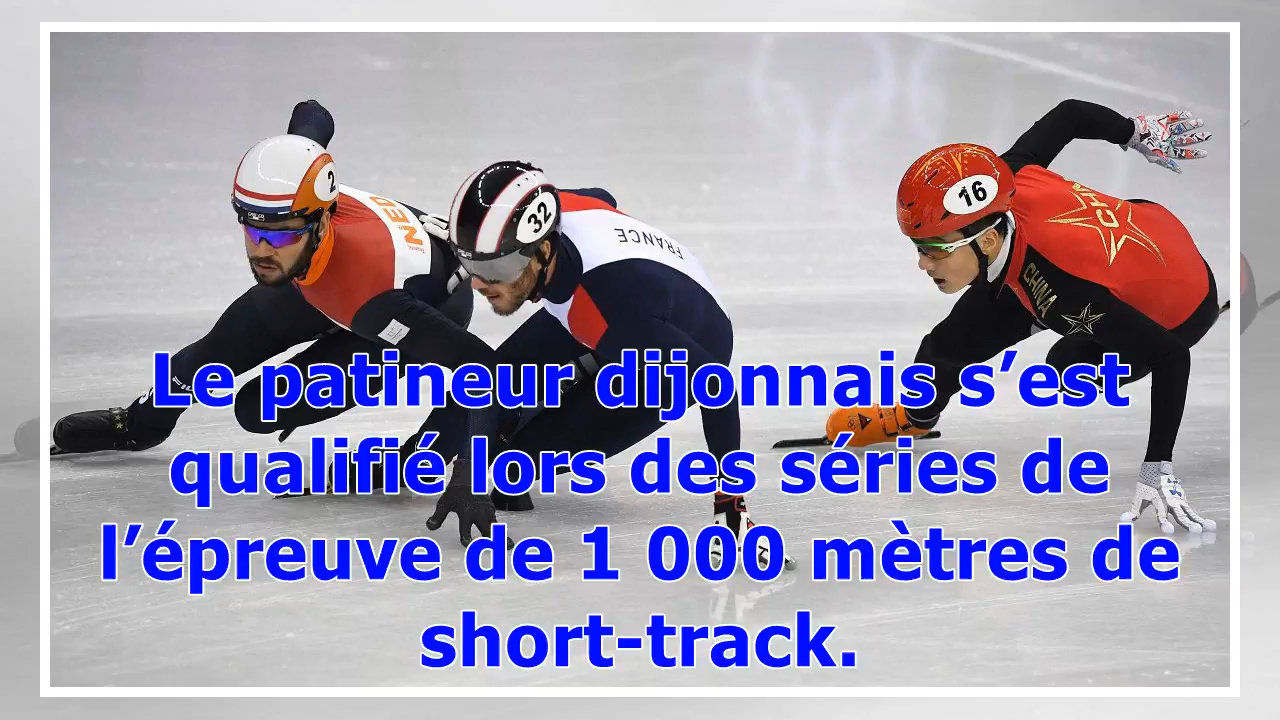 2
NED
32
FRANCE
16
CHINA
Le patineur dijonnais s’est
qualifié lors des séries de
l’épreuve de 1 000 mètres de
short-track.